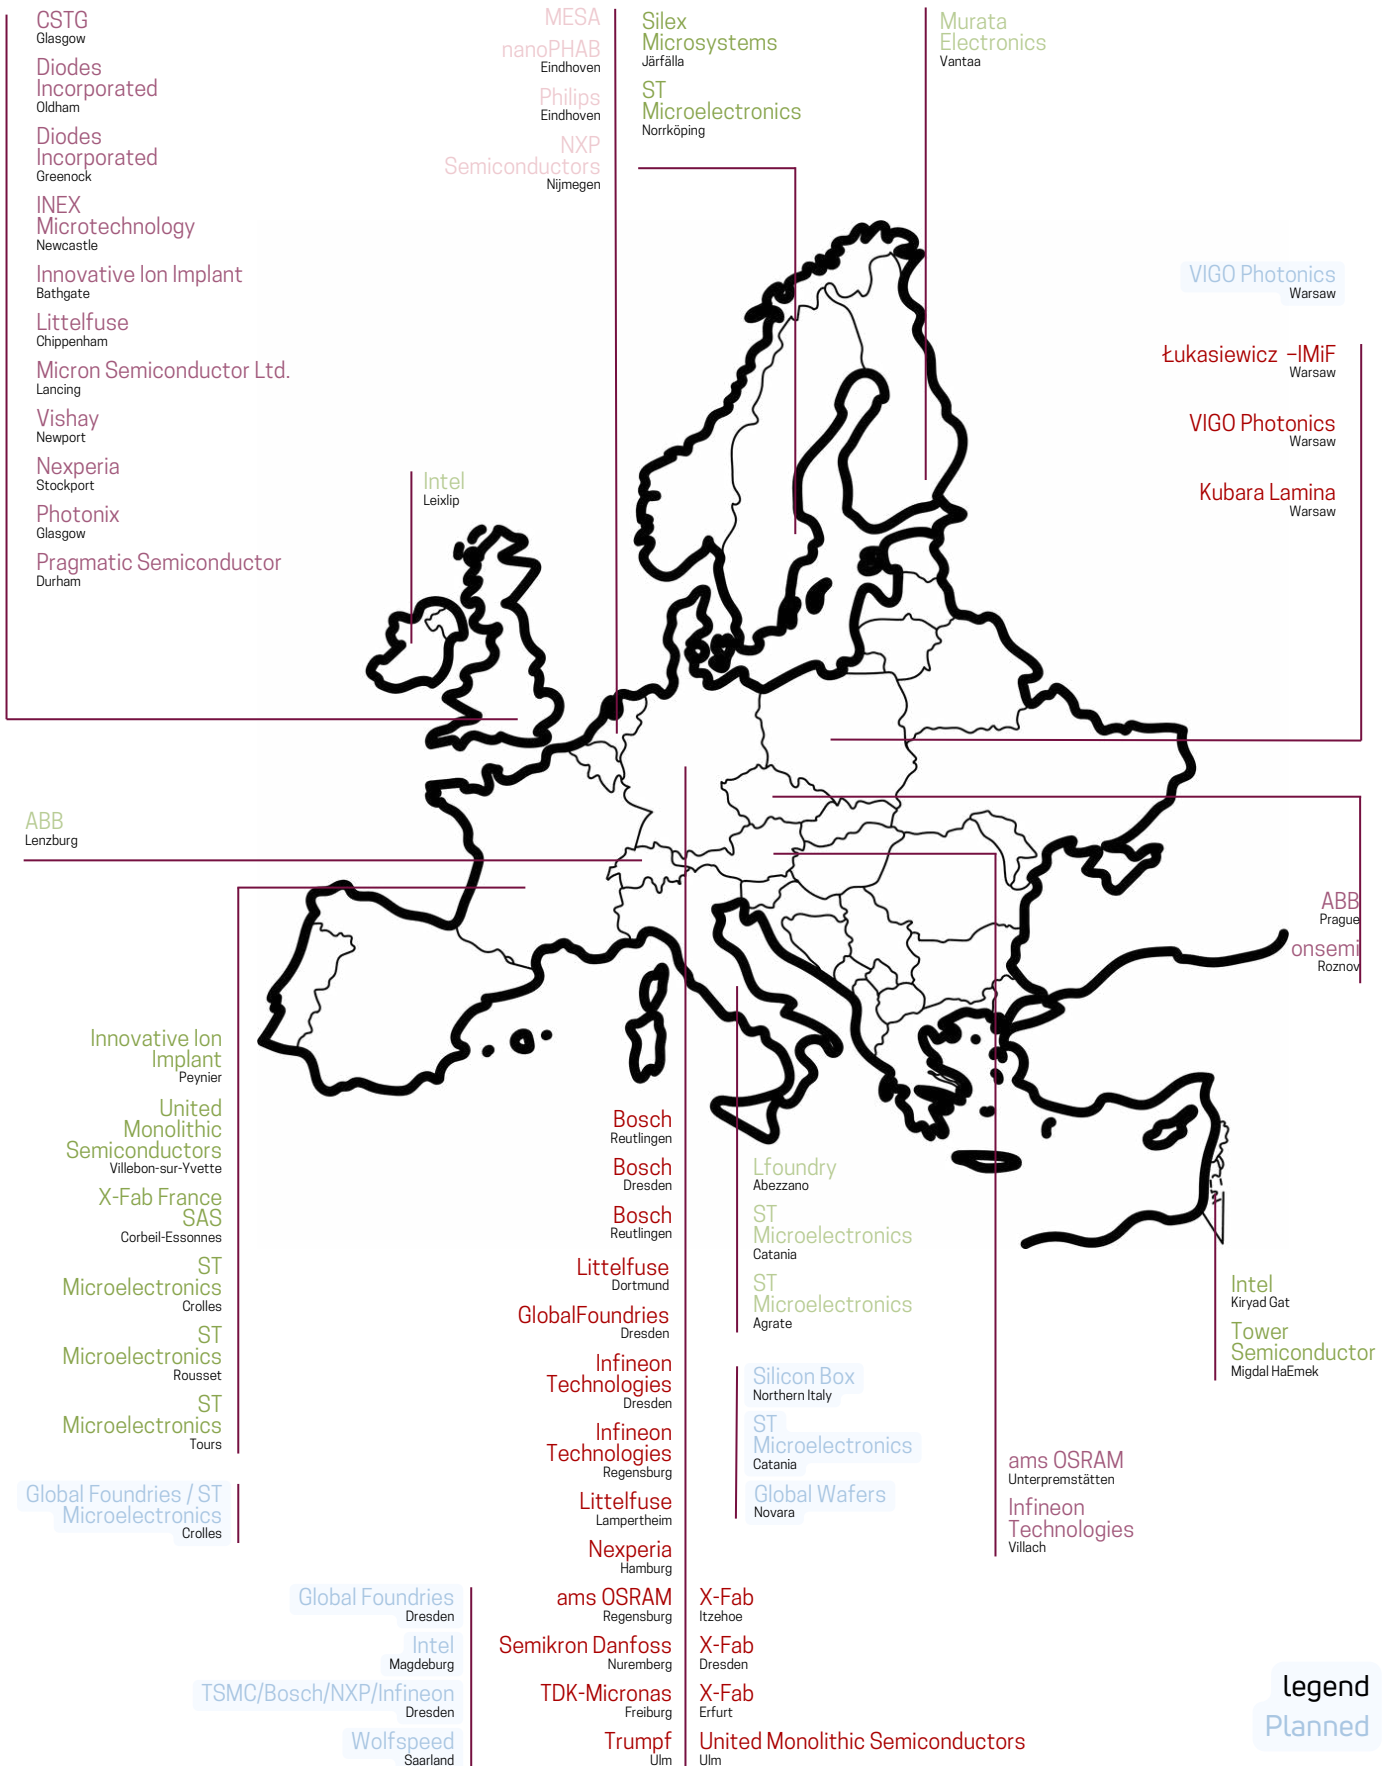 CSTG
Glasgow
Diodes
Incorporated
Oldham
Diodes
Incorporated
Greenock
INEX
Microtechnology
Newcastle
Innovative Ion Implant
Bathgate
Littelfuse
Chippenham
Micron Semiconductor Ltd.
Lancing
Vishay
Newport
Nexperia
Stockport
Photonix
Glasgow
Pragmatic Semiconductor
Durham
MESA
nanoPHAB
Eindhoven
Philips
Eindhoven
NXP
Semiconductors
Nijmegen
Silex
Microsystems
Järfälla
ST
Microelectronics
Norrköping
Murata
Electronics
Vantaa
VIGO Photonics
Warsaw
Łukasiewicz –IMiF
Warsaw
VIGO Photonics
Warsaw
Kubara Lamina
Warsaw
Intel
Leixlip
ABB
Lenzburg
ABB
Prague
onsemi
Roznov
Innovative Ion
Implant
Peynier
United
Monolithic
Semiconductors
Villebon-sur-Yvette
X-Fab France
SAS
Corbeil-Essonnes
ST
Microelectronics
Crolles
ST
Microelectronics
Rousset
ST
Microelectronics
Tours
Global Foundries / ST
Microelectronics
Crolles
Bosch
Reutlingen
Bosch
Dresden
Bosch
Reutlingen
Littelfuse
Dortmund
GlobalFoundries
Dresden
Infineon
Technologies
Dresden
Infineon
Technologies
Regensburg
Littelfuse
Lampertheim
Nexperia
Hamburg
ams OSRAM
Regensburg
Semikron Danfoss
Nuremberg
TDK-Micronas
Freiburg
Trumpf
Ulm
X-Fab
Itzehoe
X-Fab
Dresden
X-Fab
Erfurt
United Monolithic Semiconductors
Ulm
Global Foundries
Dresden
Intel
Magdeburg
TSMC/Bosch/NXP/Infineon
Dresden
Wolfspeed
Saarland
Lfoundry
Abezzano
ST
Microelectronics
Catania
ST
Microelectronics
Agrate
Silicon Box
Northern Italy
ST
Microelectronics
Catania
Global Wafers
Novara
ams OSRAM
Unterpremstätten
Infineon
Technologies
Villach
Intel
Kiryad Gat
Tower
Semiconductor
Migdal HaEmek
legend
Planned